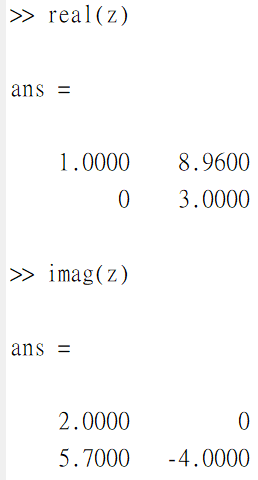 >> real(z)
ans =
1.0000 8.9600
0 3.0000
>> imag(z)
ans =
2.0000 0
5.7000 -4.0000